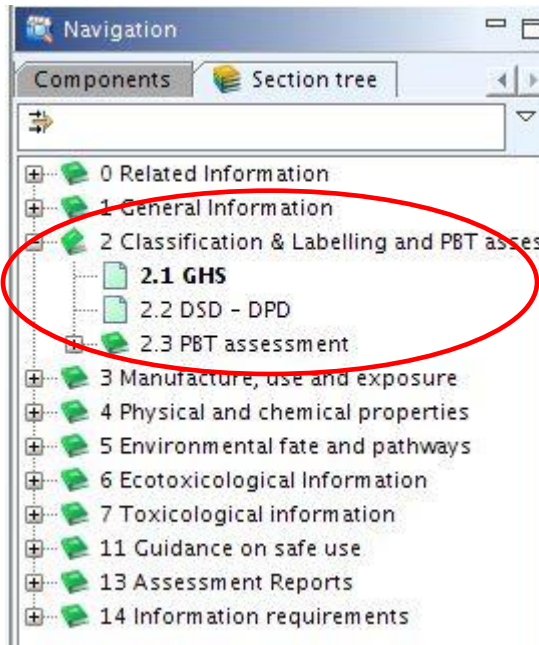 Navigation
Components Section tree
0 Related Information
1 General Information
2 Classification & Labelling and PBT asses
2.1 GHS
2.2 DSD - DPD
2.3 PBT assessment
3 Manufacture, use and exposure
4 Physical and chemical properties
5 Environmental fate and pathways
6 Ecotoxicological Information
7 Toxicological information
11 Guidance on safe use
13 Assessment Reports
14 Information requirements